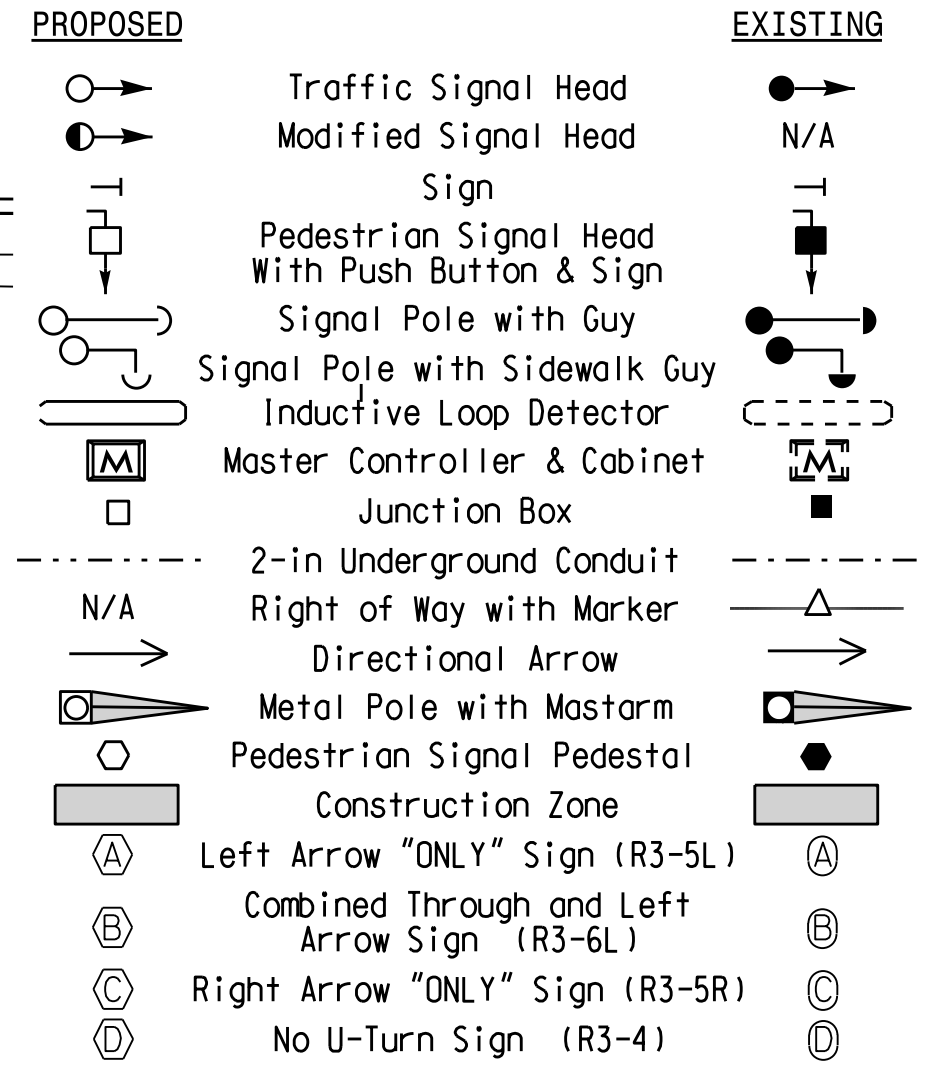 PROPOSED EXISTING
Traffic Signal Head
Modified Signal Head N/A
Sign
Pedestrian Signal Head
With Push Button & Sign
Signal Pole with Guy
Signal Pole with Sidewalk Guy
Inductive Loop Detector
M Master Controller & Cabinet M
Junction Box
2-in Underground Conduit
N/A Right of Way with Marker
Directional Arrow
Metal Pole with Mastarm
Pedestrian Signal Pedestal
Construction Zone
A Left Arrow "ONLY" Sign (R3-5L) A
Combined Through and Left
B Arrow Sign (R3-6L) B
C Right Arrow "ONLY" Sign (R3-5R) C
D No U-Turn Sign (R3-4) D